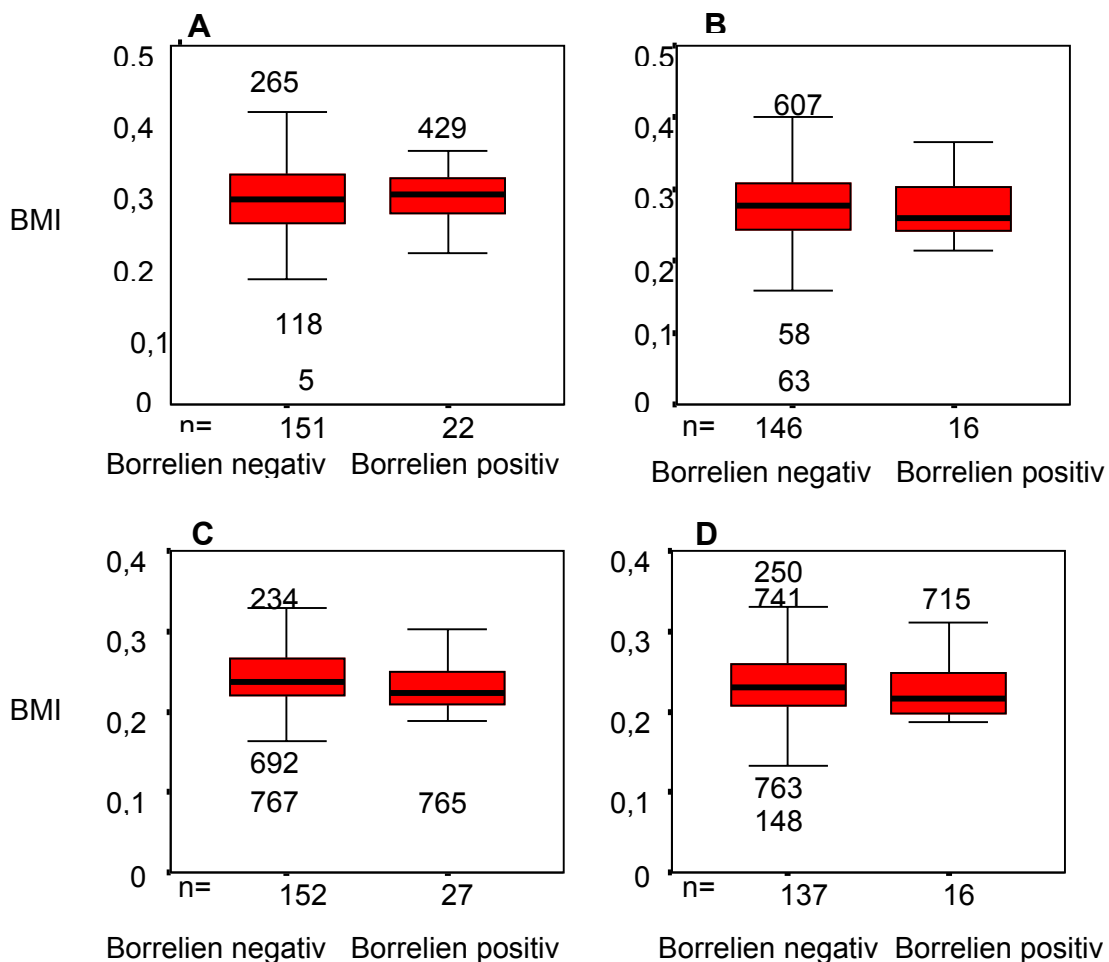 A
0,5
265
0,4
429
0,3
BMI
0,2
118
0,1
5
0
n= 151 22
Borrelien negativ Borrelien positiv
B
0,5
607
0,4
0,3
0,2
58
0,1
63
0
n= 146 16
Borrelien negativ Borrelien positiv
C
0,4
234
0,3
BMI
0,2
692
0,1
767 765
0
n= 152 27
Borrelien negativ Borrelien positiv
D
0,4
250
741 715
0,3
0,2
763
0,1
148
0
n= 137 16
Borrelien negativ Borrelien positiv